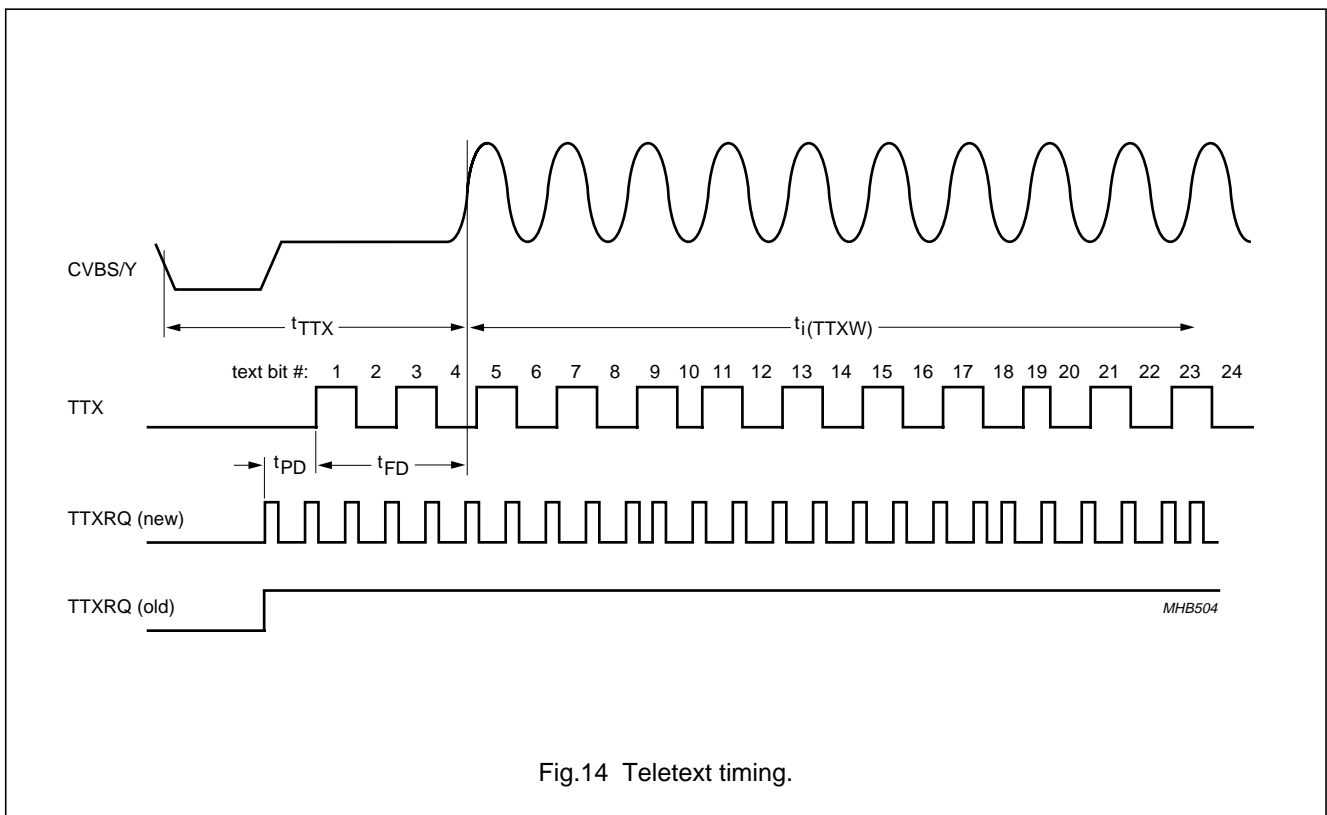 CVBS/Y
tTTX
ti(TTXW)
text bit #: 1 2 3 4 5 6 7 8 9 10 11 12 13 14 15 16 17 18 19 20 21 22 23 24
TTX
tPD
tFD
TTXRQ (new)
TTXRQ (old)
MHB504
Fig.14 Teletext timing.